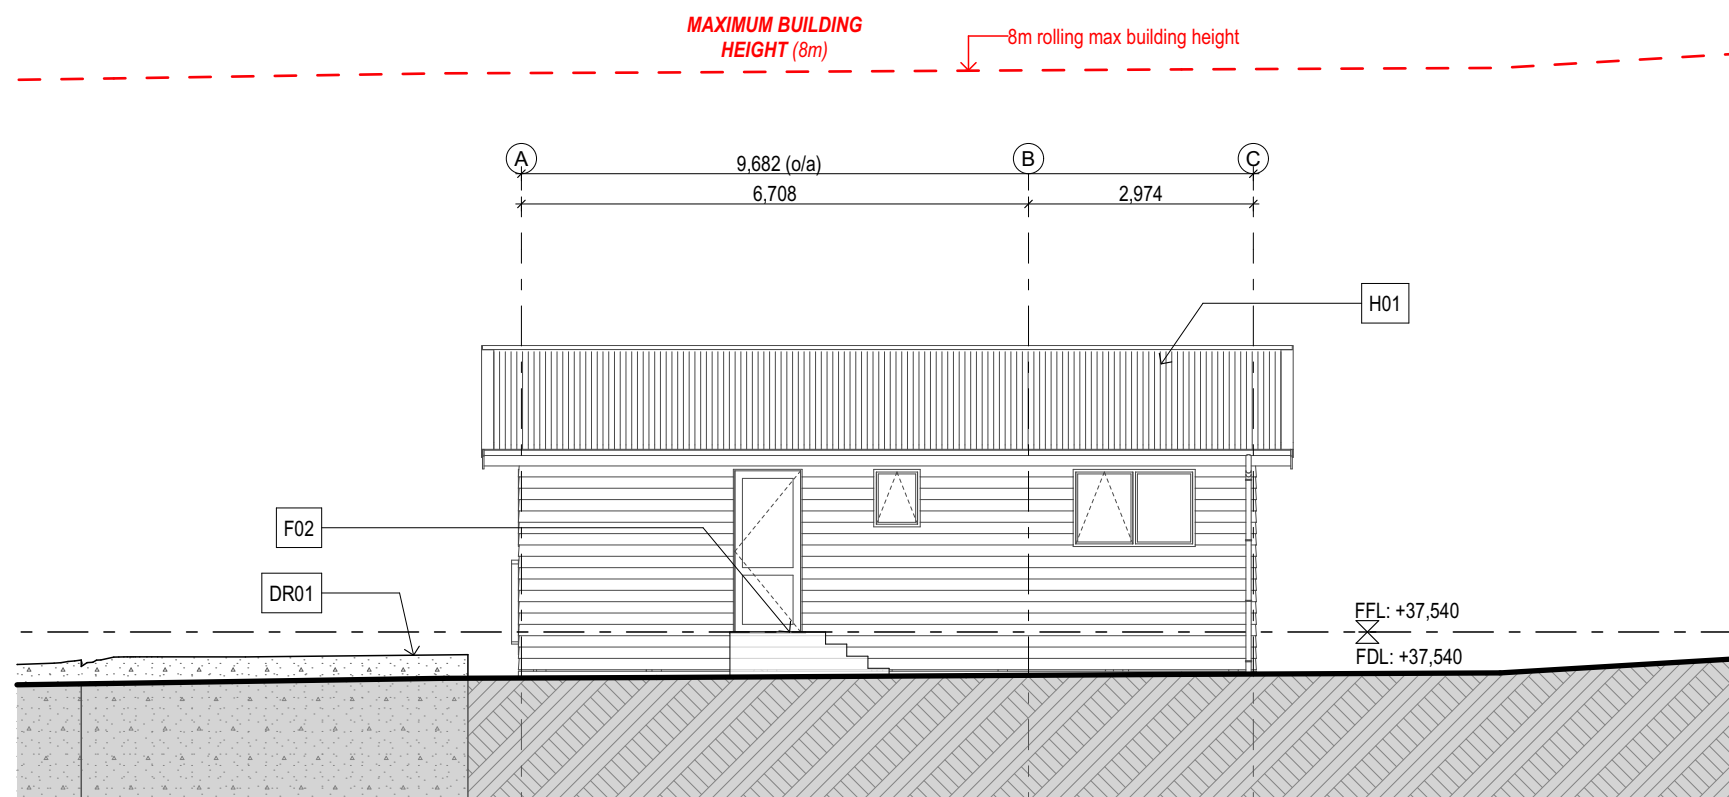 MAXIMUM BUILDING
HEIGHT (8m)
8m rolling max building height
A
B
C
9,682 (o/a)
6,708
2,974
H01
F02
DR01
FFL: +37,540
FDL: +37,540